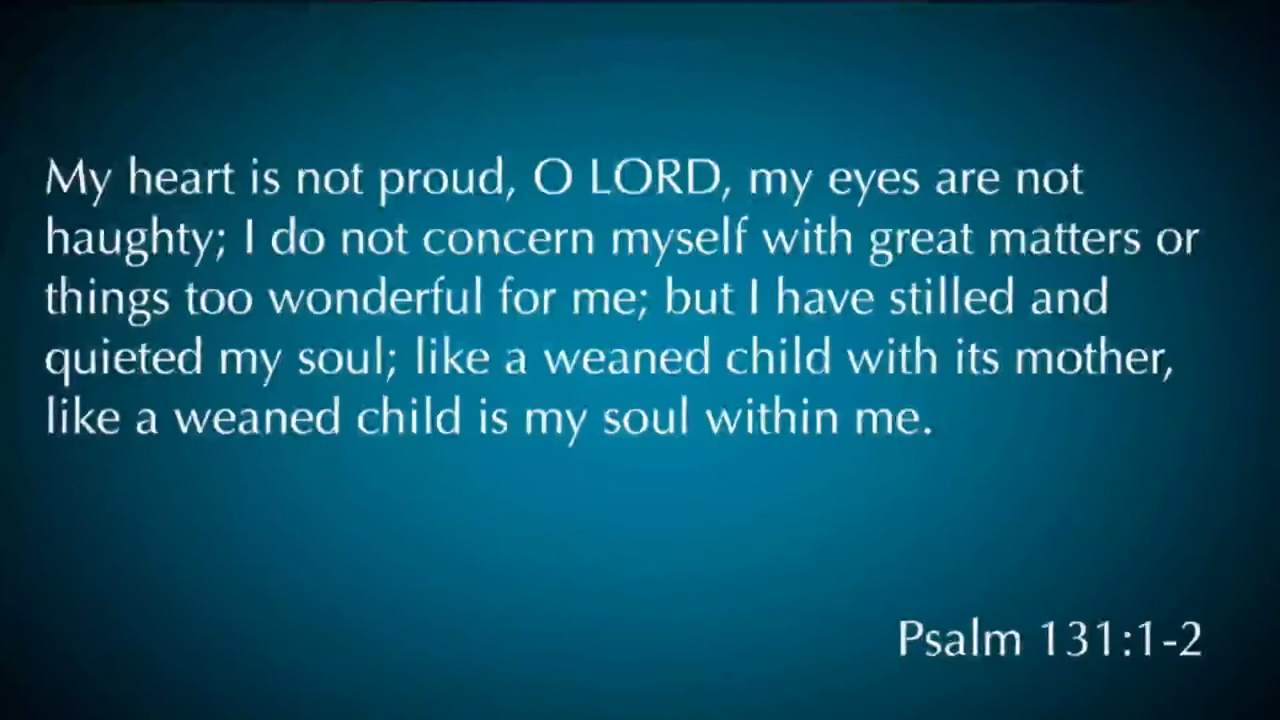 My heart is not proud, O LORD, my eyes are not
haughty; I do not concern myself with great matters or
things too wonderful for me; but I have stilled and
quieted my soul; like a weaned child with its mother,
like a weaned child is my soul within me.
Psalm 131:1-2